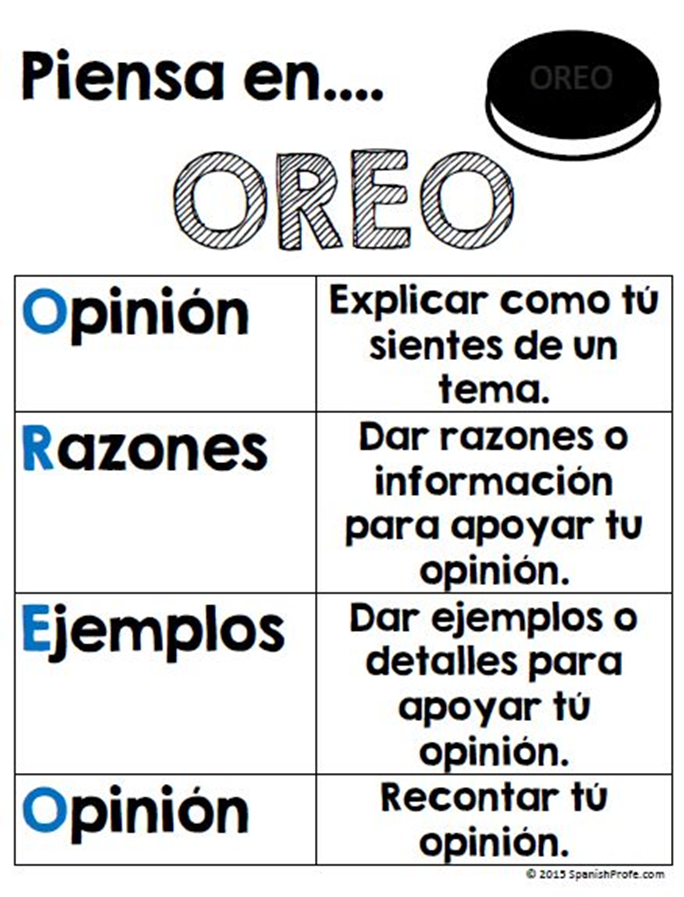 Piensa en....
OREO
OREO
Opinión
Explicar como tú
sientes de un
tema.
Razones
Dar razones o
información
para apoyar tu
opinión.
Ejemplos
Dar ejemplos o
detalles para
apoyar tú
opinión.
Opinión
Recontar tú
opinión.
© 2015 SpanishProfe.com